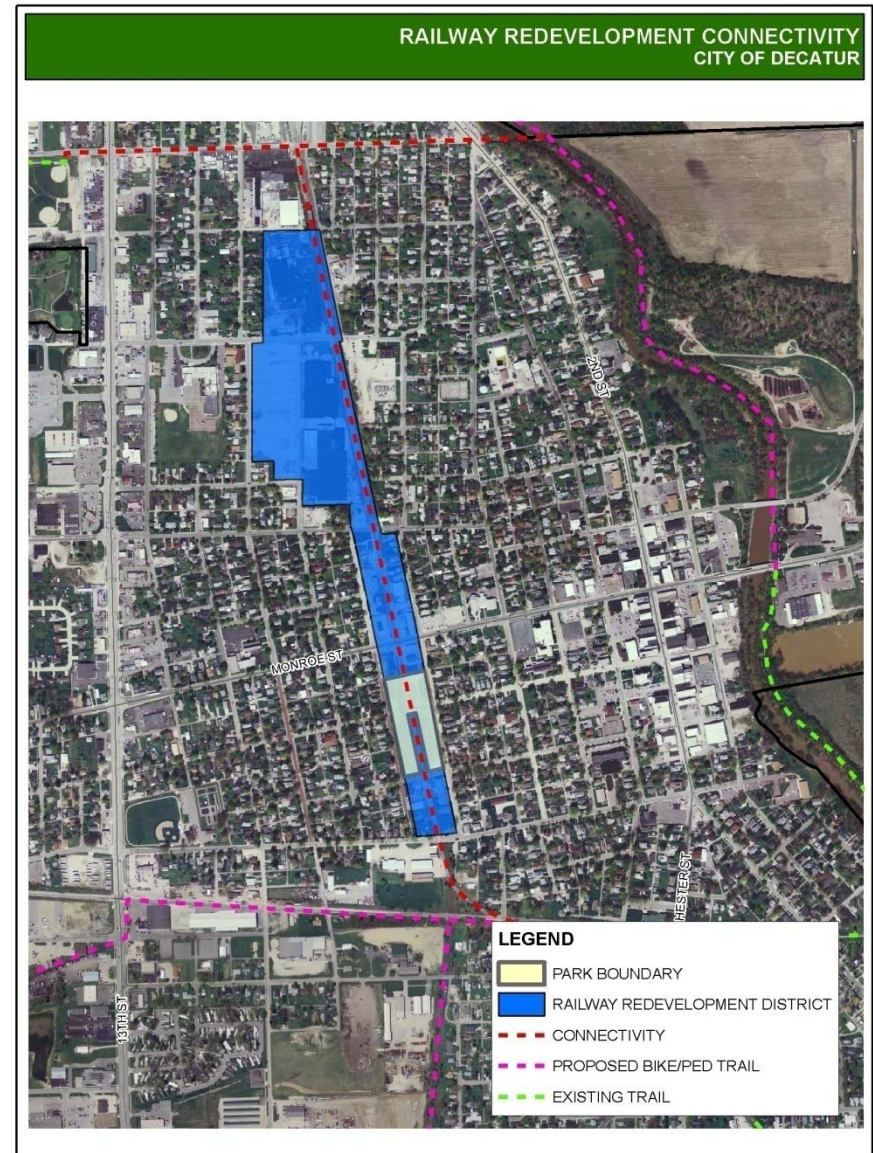 RAILWAY REDEVELOPMENT CONNECTIVITY
CITY OF DECATUR
2ND ST
MONROE ST
HESTER ST.
13TH ST
LEGEND
PARK BOUNDARY
RAILWAY REDEVELOPMENT DISTRICT
CONNECTIVITY
PROPOSED BIKE/PED TRAIL
EXISTING TRAIL